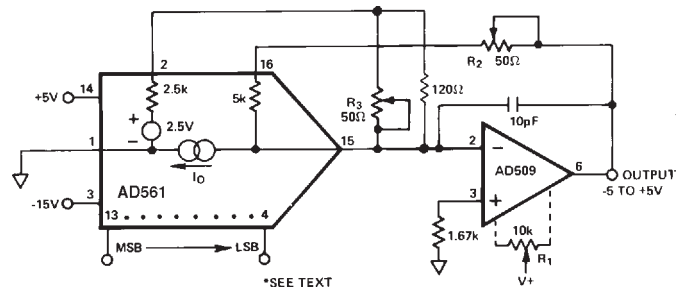 2
16
R2
50Ω
14
+5V
2.5k
5k
R3
50Ω
120Ω
10pF
+
2.5V
−
1
15
2
−
IO
AD509
6
OUTPUT
-5 TO +5V
-15V
3
AD561
3
+
13
4
1.67k
10k
MSB
LSB
R1
*SEE TEXT
V+